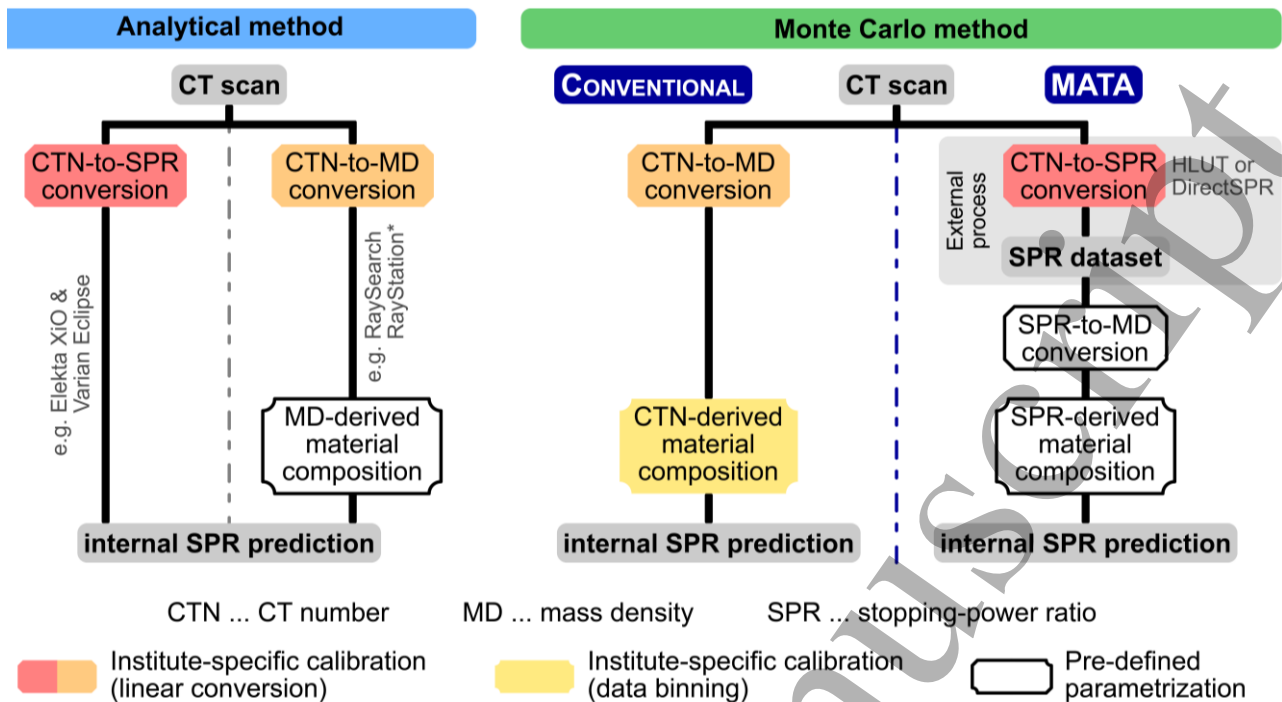 Analytical method
CT scan
CTN-to-SPR
conversion
CTN-to-MD
conversion
e.g. Elekta XiO &
Varian Eclipse
e.g. RaySearch
RayStation*
MD-derived
material
composition
internal SPR prediction
Monte Carlo method
CONVENTIONAL
CT scan
MATA
CTN-to-MD
conversion
CTN-derived
material
composition
internal SPR prediction
External
process
CTN-to-SPR
conversion
HLUT or
DirectSPR
SPR dataset
SPR-to-MD
conversion
SPR-derived
material
composition
internal SPR prediction
CTN ... CT number
MD ... mass density
SPR ... stopping-power ratio
Institute-specific calibration
(linear conversion)
Institute-specific calibration
(data binning)
Pre-defined
parametrization
nuscript